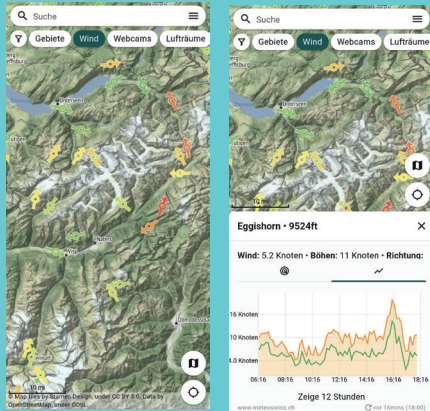 Suche
Gebiete Wind Webcams Lufträume
Unterseen
Naters
Visp
Domodossola
10 mi
© Map tiles by Stamen Design, under CC BY 3.0. Data by
OpenStreetMap, under ODbL.
Suche
Gebiete Wind Webcams Lufträume
Unterseen
10 mi
Eggishorn • 9524ft
Wind: 5.2 Knoten • Böhen: 11 Knoten • Richtung:
16 Knoten
10 Knoten
4.0 Knoten
06:16 08:16 10:16 12:16 14:16 16:16 18:16
Zeige 12 Stunden
www.meteoswiss.ch vor 16mins (18:00)